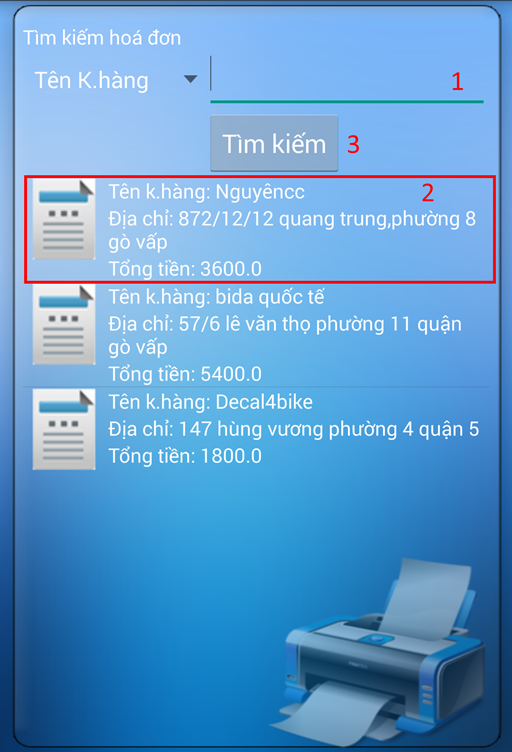 Tìm kiếm hoá đơn
Tên K.hàng
1
Tìm kiếm 3
Tên k.hàng: Nguyêncc 2
Địa chỉ: 872/12/12 quang trung,phường 8
gò vấp
Tổng tiền: 3600.0
Tên k.hàng: bida quốc tế
Địa chỉ: 57/6 lê văn thọ phường 11 quận
gò vấp
Tổng tiền: 5400.0
Tên k.hàng: Decal4bike
Địa chỉ: 147 hùng vương phường 4 quận 5
Tổng tiền: 1800.0